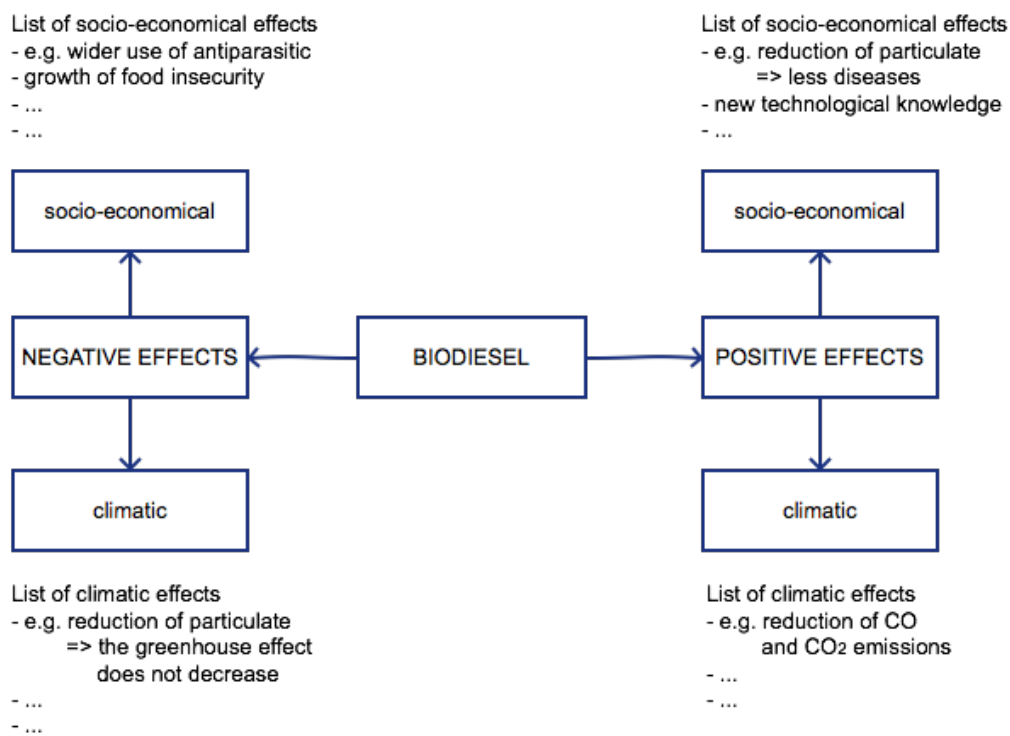 List of socio-economical effects
- e.g. wider use of antiparasitic
- growth of food insecurity
- ...
- ...
List of socio-economical effects
- e.g. reduction of particulate
=> less diseases
- new technological knowledge
- ...
socio-economical
socio-economical
NEGATIVE EFFECTS
BIODIESEL
POSITIVE EFFECTS
climatic
climatic
List of climatic effects
- e.g. reduction of particulate
=> the greenhouse effect
does not decrease
- ...
- ...
List of climatic effects
- e.g. reduction of CO
and CO2 emissions
- ...
- ...